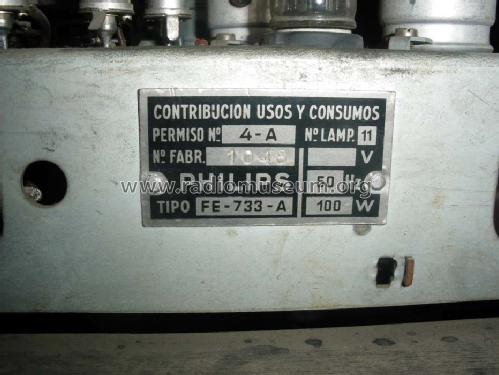 CONTRIBUCION USOS Y CONSUMOS
PERMISO Nº 4-A Nº LAMP. 11
Nº FABR. 1048 V
www.radiomuseum.org
PHILIPS 50 Hz
TIPO FE-733-A 100 W